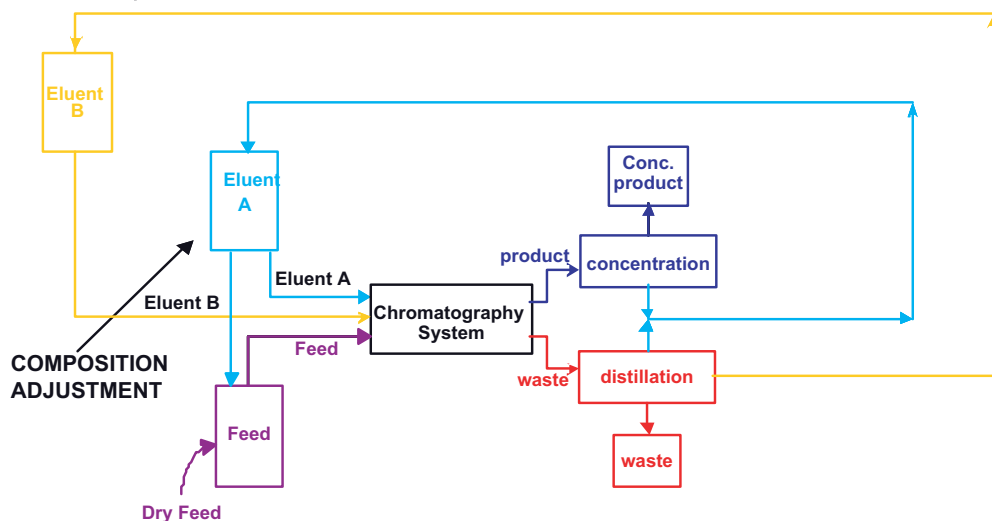 Eluent
B
Eluent
A
Conc.
product
product
concentration
Eluent A
Eluent B
Chromatography
System
Feed
COMPOSITION
ADJUSTMENT
waste
distillation
Feed
waste
Dry Feed